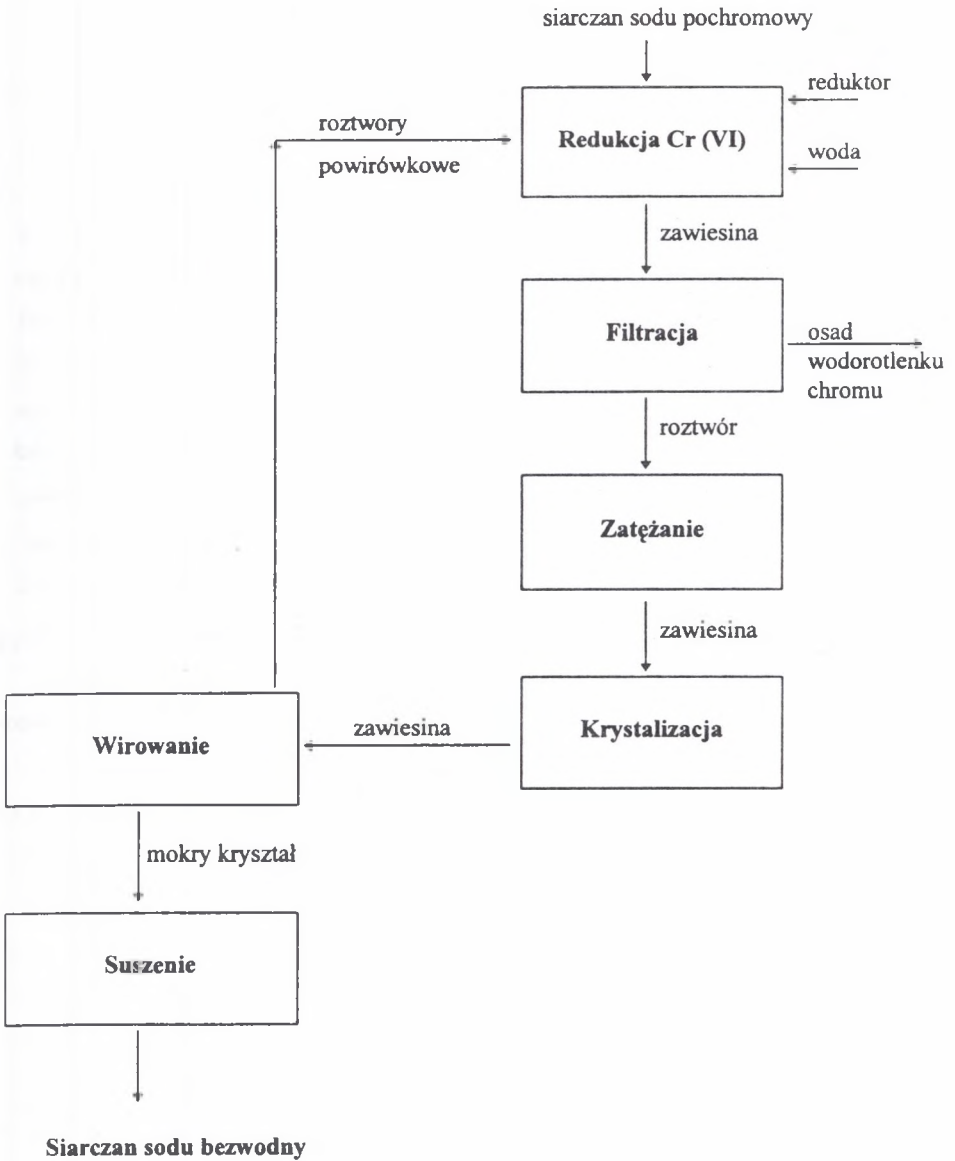 siarczan sodu pochromowy
reduktor
roztwory
powirówkowe
Redukcja Cr (VI)
woda
zawiesina
Filtracja
osad
wodorotlenku
chromu
roztwór
Zatężanie
zawiesina
Krystalizacja
zawiesina
Wirowanie
mokry kryształ
Suszenie
Siarczan sodu bezwodny